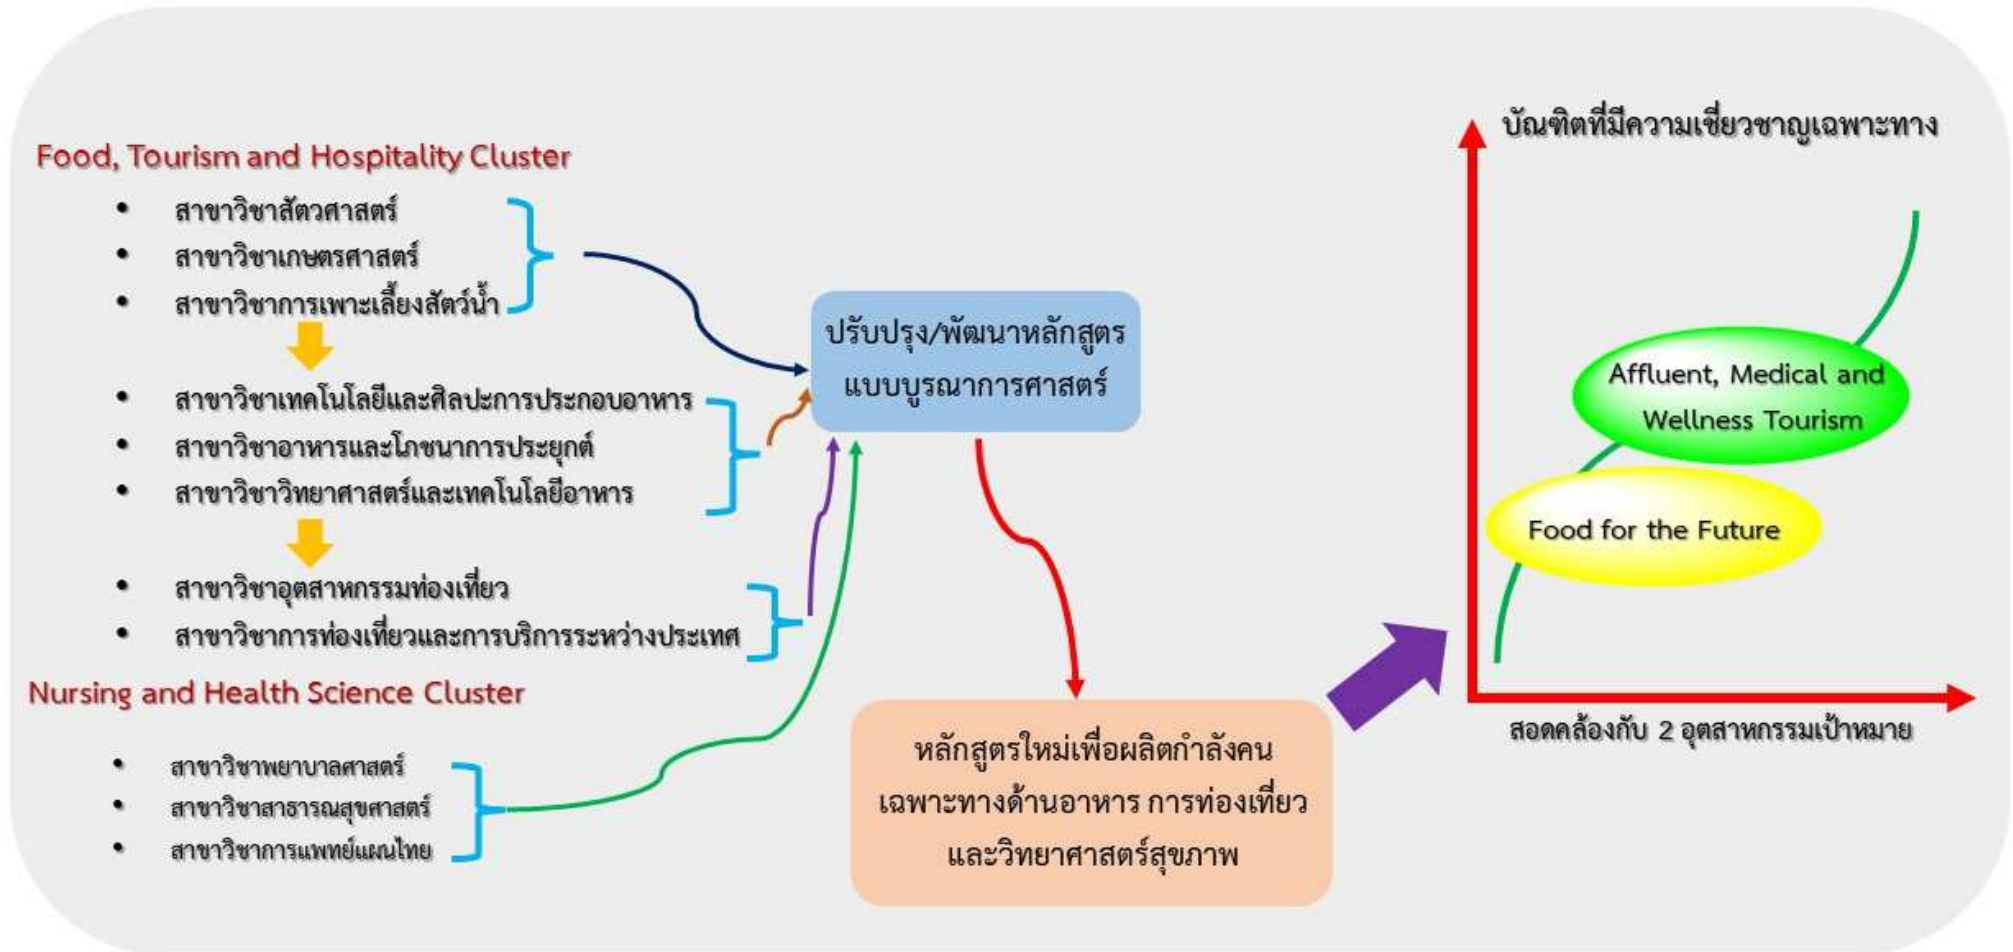 Food, Tourism and Hospitality Cluster
• สาขาวิชาสัตวศาสตร์
• สาขาวิชาเกษตรศาสตร์
• สาขาวิชาการเพาะเลี้ยงสัตว์น้ำ
• สาขาวิชาเทคโนโลยีและศิลปะการประกอบอาหาร
• สาขาวิชาอาหารและโภชนาการประยุกต์
• สาขาวิชาวิทยาศาสตร์และเทคโนโลยีอาหาร
• สาขาวิชาอุตสาหกรรมท่องเที่ยว
• สาขาวิชาการท่องเที่ยวและการบริการระหว่างประเทศ
Nursing and Health Science Cluster
• สาขาวิชาพยาบาลศาสตร์
• สาขาวิชาสาธารณสุขศาสตร์
• สาขาวิชาการแพทย์แผนไทย
ปรับปรุง/พัฒนาหลักสูตร
แบบบูรณาการศาสตร์
หลักสูตรใหม่เพื่อผลิตกำลังคน
เฉพาะทางด้านอาหาร การท่องเที่ยว
และวิทยาศาสตร์สุขภาพ
บัณฑิตที่มีความเชี่ยวชาญเฉพาะทาง
Affluent, Medical and
Wellness Tourism
Food for the Future
สอดคล้องกับ 2 อุตสาหกรรมเป้าหมาย